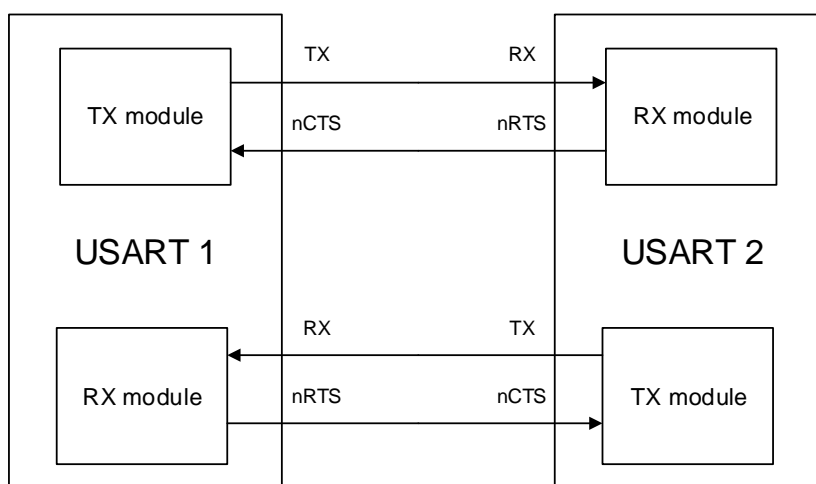 TX RX
TX module nCTS nRTS RX module
USART 1 USART 2
RX TX
RX module nRTS nCTS TX module